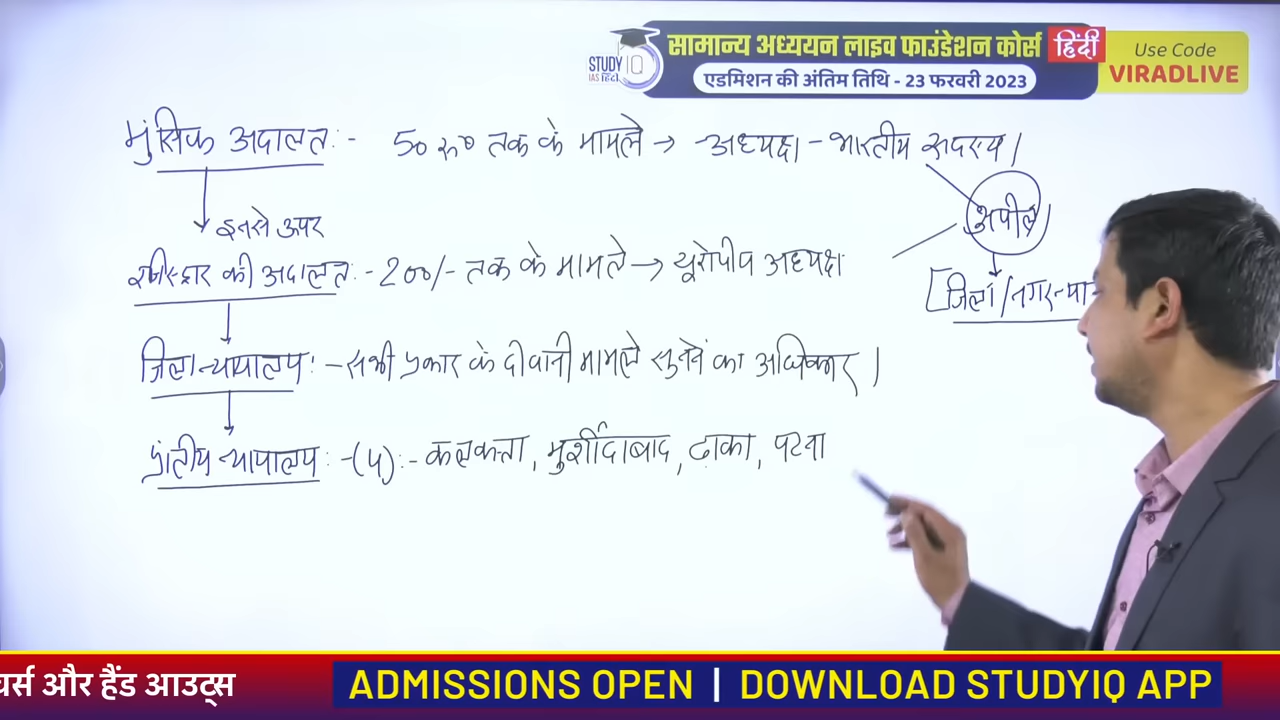 STUDY IQ
IAS हिंदी
सामान्य अध्ययन लाइव फाउंडेशन कोर्स हिंदी
एडमिशन की अंतिम तिथि - 23 फरवरी 2023
Use Code
VIRADLIVE
मुंसिफ अदालत :- 50 रु० तक के मामले → अध्यक्ष - भारतीय सदस्य।
इनसे ऊपर
अपील
रजिस्ट्रार की अदालत :- 200/- तक के मामले → यूरोपीय अध्यक्ष
[जिला/नगर
जिला न्यायालय :- सभी प्रकार के दीवानी मामले सुनने का अधिकार।
प्रांतीय न्यायालय :-(4):- कलकत्ता, मुर्शीदाबाद, ढाका, पटना
र्स और हैंड आउट्स
ADMISSIONS OPEN | DOWNLOAD STUDYIQ APP